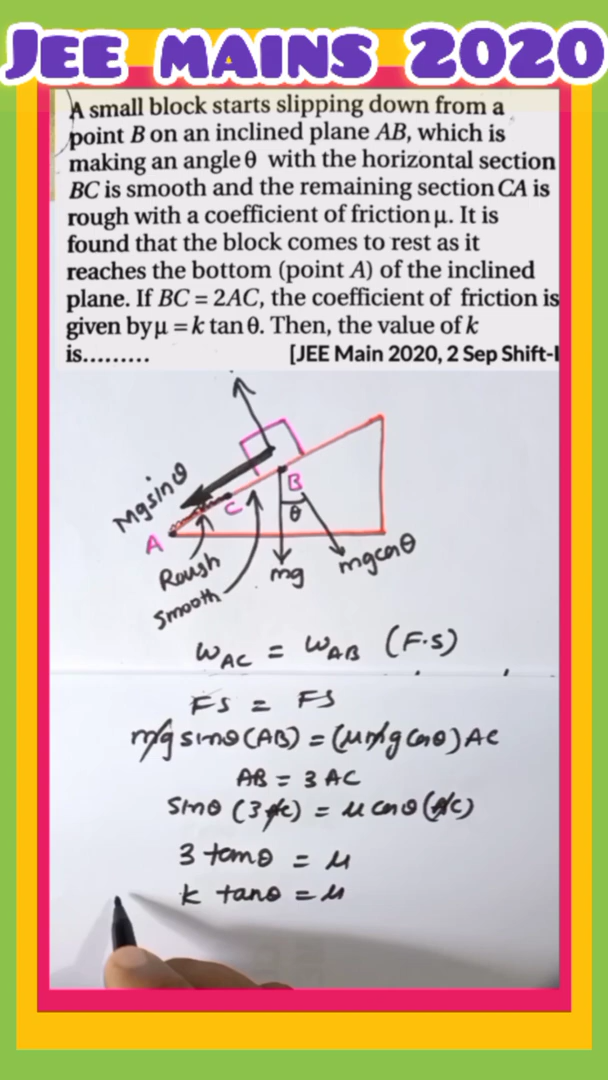 JEE MAINS 2020
A small block starts slipping down from a
point B on an inclined plane AB, which is
making an angle θ with the horizontal section
BC is smooth and the remaining section CA is
rough with a coefficient of friction μ. It is
found that the block comes to rest as it
reaches the bottom (point A) of the inclined
plane. If BC = 2AC, the coefficient of friction is
given by μ = k tan θ. Then, the value of k
is.........
[JEE Main 2020, 2 Sep Shift-I
Mgsinθ
B
C
θ
A
Rough
Smooth
mg
mgcosθ
WAC = WAB (F.S)
FS = FS
mg sinθ (AB) = (μmg cosθ) AC
AB = 3 AC
sinθ (3AC) = μ cosθ (AC)
3 tanθ = μ
k tanθ = μ